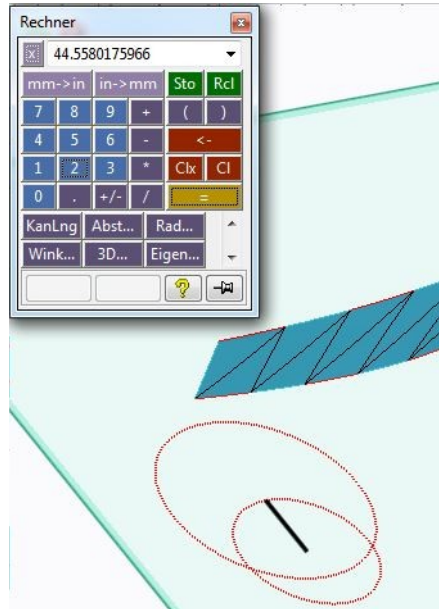 Rechner
x 44.5580175966
mm->in in->mm Sto Rcl
7 8 9 + ( )
4 5 6 - <-
1 2 3 * Clx Cl
0 . +/- / =
KanLng Abst... Rad...
Wink... 3D... Eigen...
?